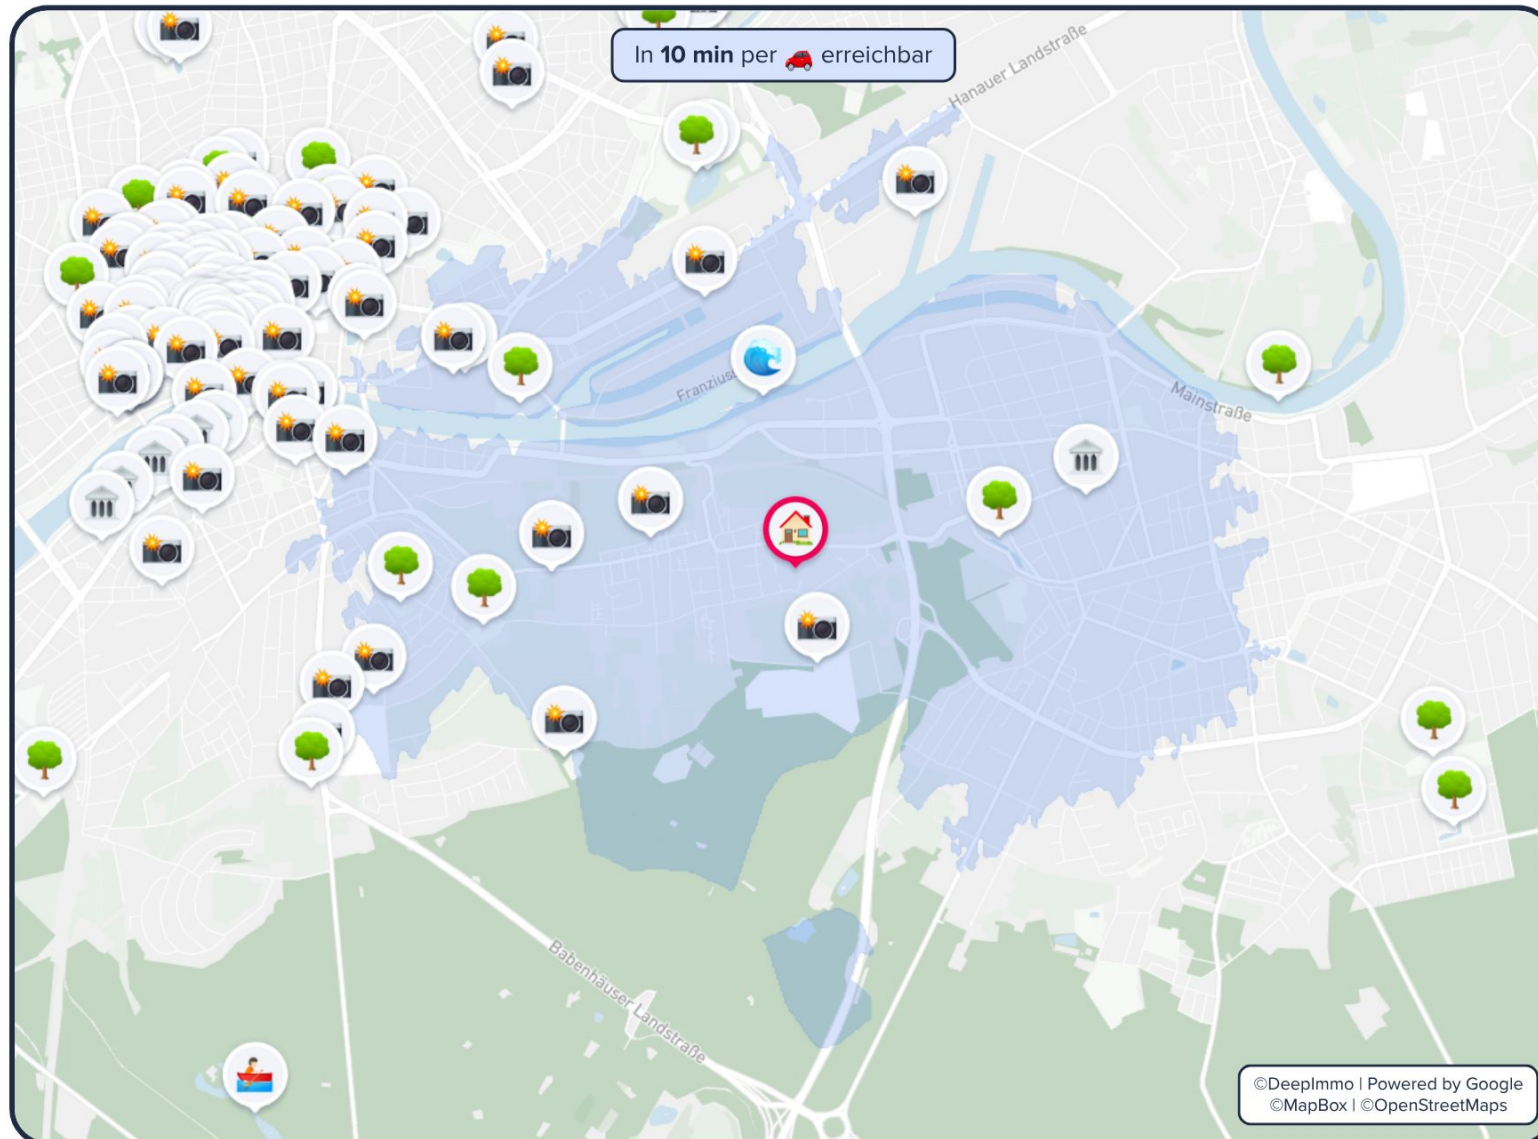 In 10 min per erreichbar
Hanauer Landstraße
Mainstraße
Babenhäuser Landstraße
©DeepImmo | Powered by Google
©MapBox | ©OpenStreetMaps